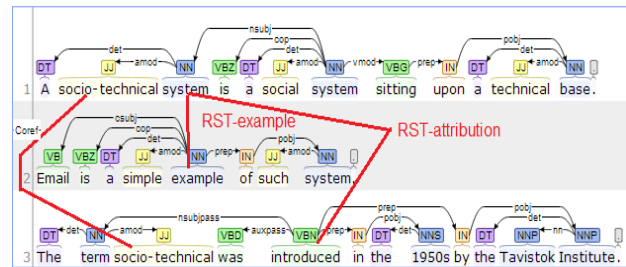 nsubj
det amod cop det amod vmod prep pobj det amod
DT JJ NN VBZ DT JJ NN VBG IN DT JJ NN .
1 A socio-technical system is a social system sitting upon a technical base.
RST-example
RST-attribution
Coref-
nsubj cop det amod prep pobj amod
VB VBZ DT JJ NN IN JJ NN .
2 Email is a simple example of such system.
nsubjpass prep pobj
det amod auxpass prep pobj det prep det nn
DT NN JJ VBD VBN IN DT NNS IN DT NNP NNP .
3 The term socio-technical was introduced in the 1950s by the Tavistok Institute.